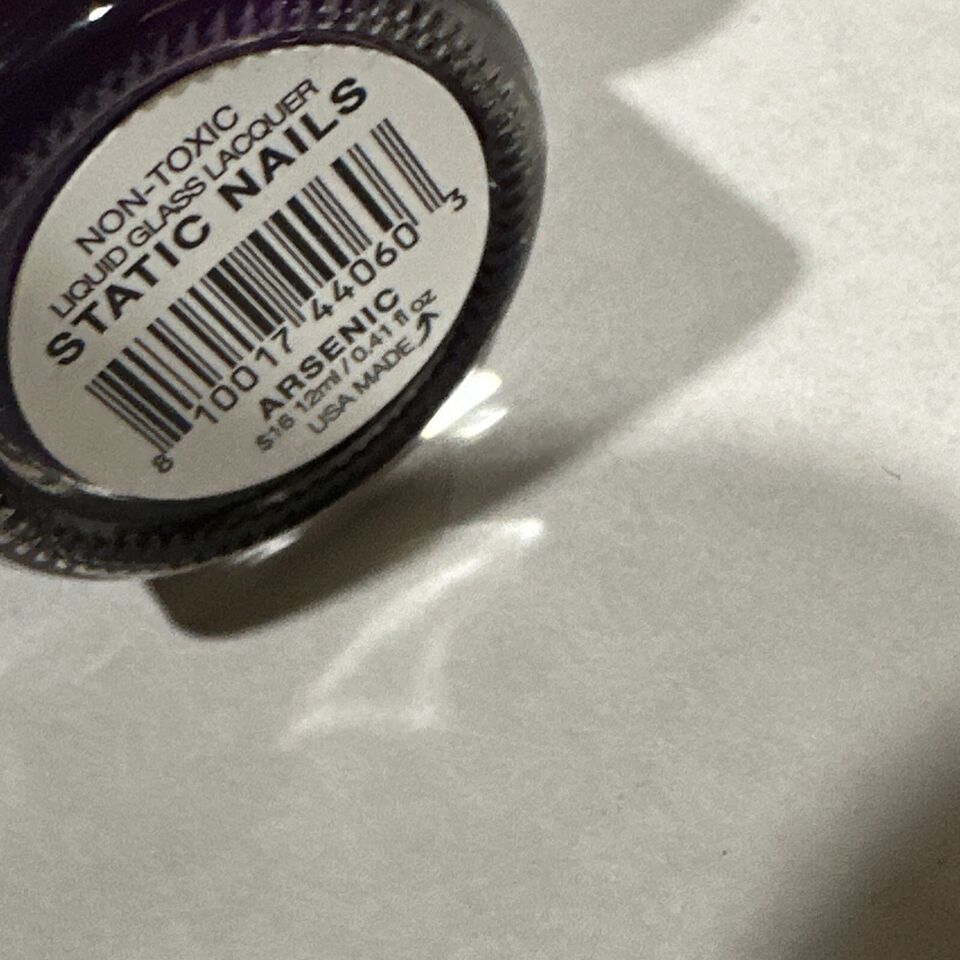 NON-TOXIC
LIQUID GLASS LACQUER
STATIC NAILS
8 10017 44060 3
ARSENIC
$16 12ml / 0.41 fl oz
USA MADE